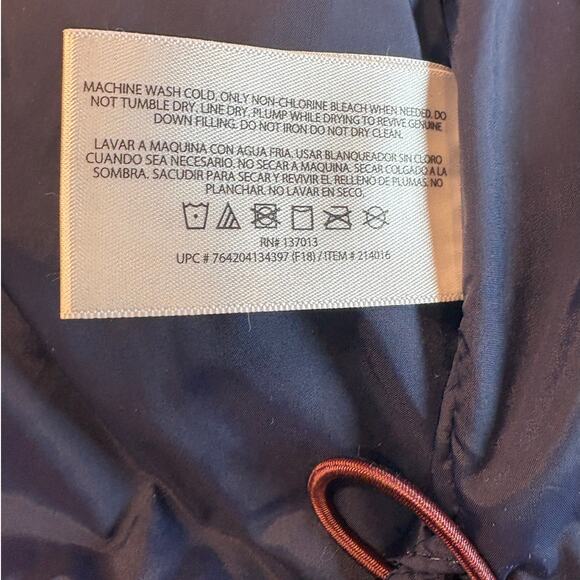 MACHINE WASH COLD, ONLY NON-CHLORINE BLEACH WHEN NEEDED. DO
NOT TUMBLE DRY. LINE DRY. PLUMP WHILE DRYING TO REVIVE GENUINE
DOWN FILLING. DO NOT IRON DO NOT DRY CLEAN.
LAVAR A MAQUINA CON AGUA FRIA. USAR BLANQUEADOR SIN CLORO
CUANDO SEA NECESARIO. NO SECAR A MAQUINA. SECAR COLGADO A LA
SOMBRA. SACUDIR PARA SECAR Y REVIVIR EL RELLENO DE PLUMAS. NO
PLANCHAR. NO LAVAR EN SECO.
RN# 137013
UPC # 764204134397 (F18) / ITEM # 214016